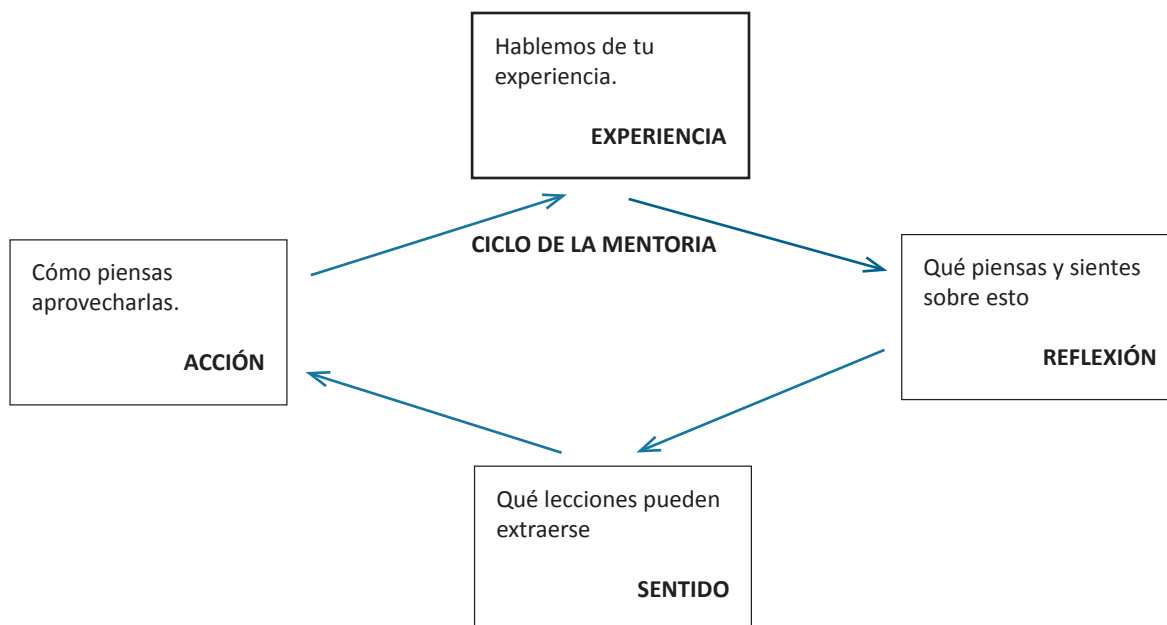 Hablemos de tu
experiencia.
EXPERIENCIA
CICLO DE LA MENTORIA
Cómo piensas
aprovecharlas.
ACCIÓN
Qué piensas y sientes
sobre esto
REFLEXIÓN
Qué lecciones pueden
extraerse
SENTIDO